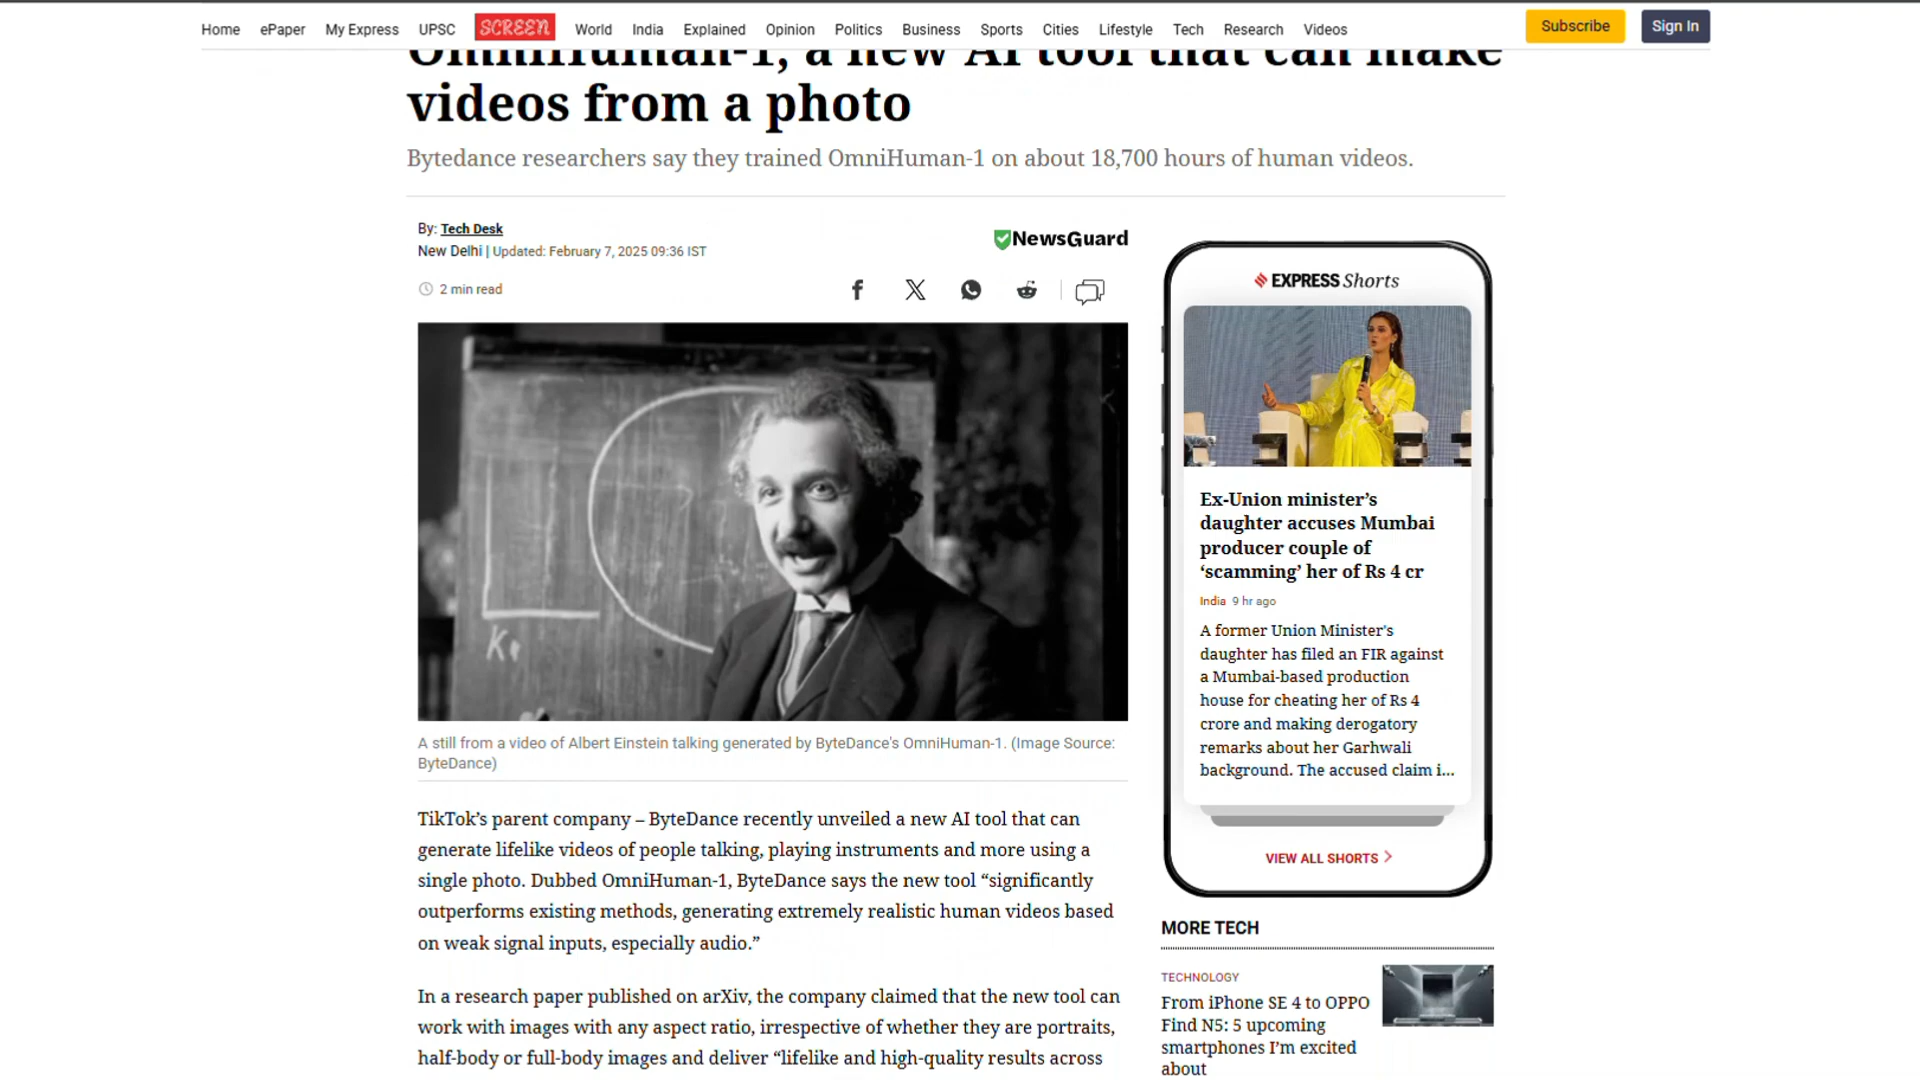 Home ePaper My Express UPSC SCREEN World India Explained Opinion Politics Business Sports Cities Lifestyle Tech Research Videos Subscribe Sign In
OmniHuman-1, a new AI tool that can make
videos from a photo
Bytedance researchers say they trained OmniHuman-1 on about 18,700 hours of human videos.
By: Tech Desk
New Delhi | Updated: February 7, 2025 09:36 IST
NewsGuard
2 min read
K
A still from a video of Albert Einstein talking generated by ByteDance's OmniHuman-1. (Image Source:
ByteDance)
TikTok’s parent company – ByteDance recently unveiled a new AI tool that can
generate lifelike videos of people talking, playing instruments and more using a
single photo. Dubbed OmniHuman-1, ByteDance says the new tool “significantly
outperforms existing methods, generating extremely realistic human videos based
on weak signal inputs, especially audio.”
In a research paper published on arXiv, the company claimed that the new tool can
work with images with any aspect ratio, irrespective of whether they are portraits,
half-body or full-body images and deliver “lifelike and high-quality results across
EXPRESS Shorts
Ex-Union minister’s
daughter accuses Mumbai
producer couple of
‘scamming’ her of Rs 4 cr
India 9 hr ago
A former Union Minister's
daughter has filed an FIR against
a Mumbai-based production
house for cheating her of Rs 4
crore and making derogatory
remarks about her Garhwali
background. The accused claim i...
VIEW ALL SHORTS
MORE TECH
TECHNOLOGY
From iPhone SE 4 to OPPO
Find N5: 5 upcoming
smartphones I’m excited
about